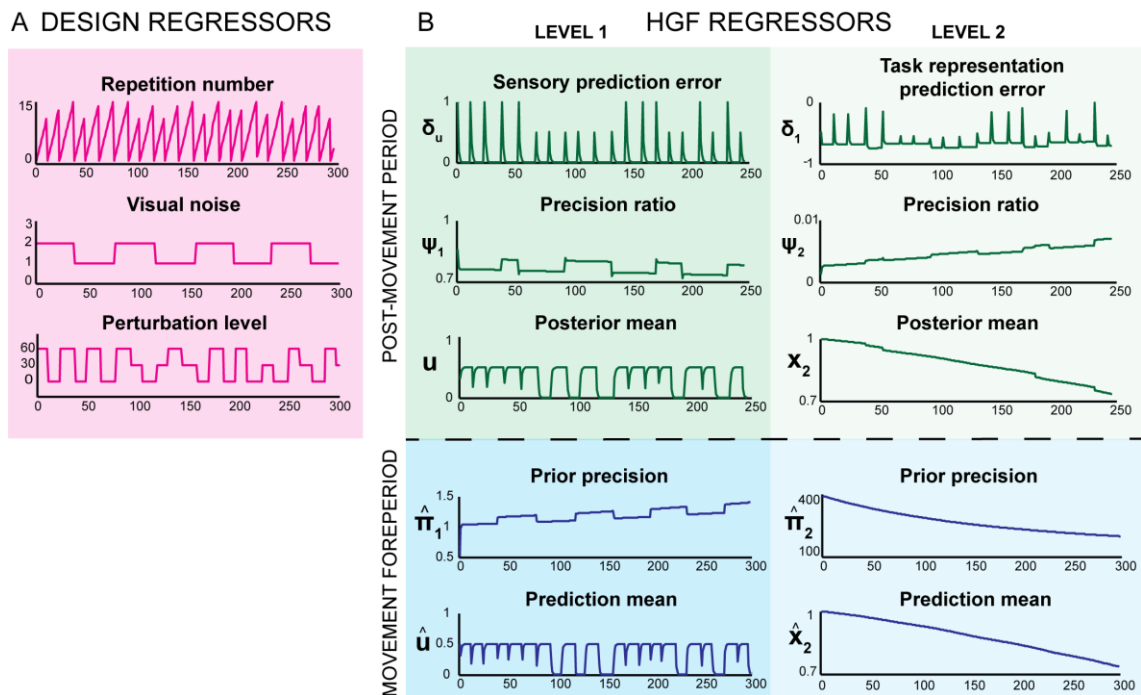 A DESIGN REGRESSORS
Repetition number
15
0
0 50 100 150 200 250 300
Visual noise
3
2
1
0
0 50 100 150 200 250 300
Perturbation level
60
30
0
0 50 100 150 200 250 300
B HGF REGRESSORS
LEVEL 1 LEVEL 2
POST-MOVEMENT PERIOD
Sensory prediction error
δu
1
0
0 50 100 150 200 250
Task representation
prediction error
δ1
0
-1
0 50 100 150 200 250
Precision ratio
ψ1
1
0.7
0 50 100 150 200 250
Precision ratio
ψ2
0.01
0
0 50 100 150 200 250
Posterior mean
u
1
0
0 50 100 150 200 250
Posterior mean
x2
1
0.7
0 50 100 150 200 250
MOVEMENT FOREPERIOD
Prior precision
π̂1
1.5
1
0.5
0 50 100 150 200 250 300
Prior precision
π̂2
400
100
0 50 100 150 200 250 300
Prediction mean
û
1
0.5
0
0 50 100 150 200 250 300
Prediction mean
x̂2
1
0.7
0 50 100 150 200 250 300